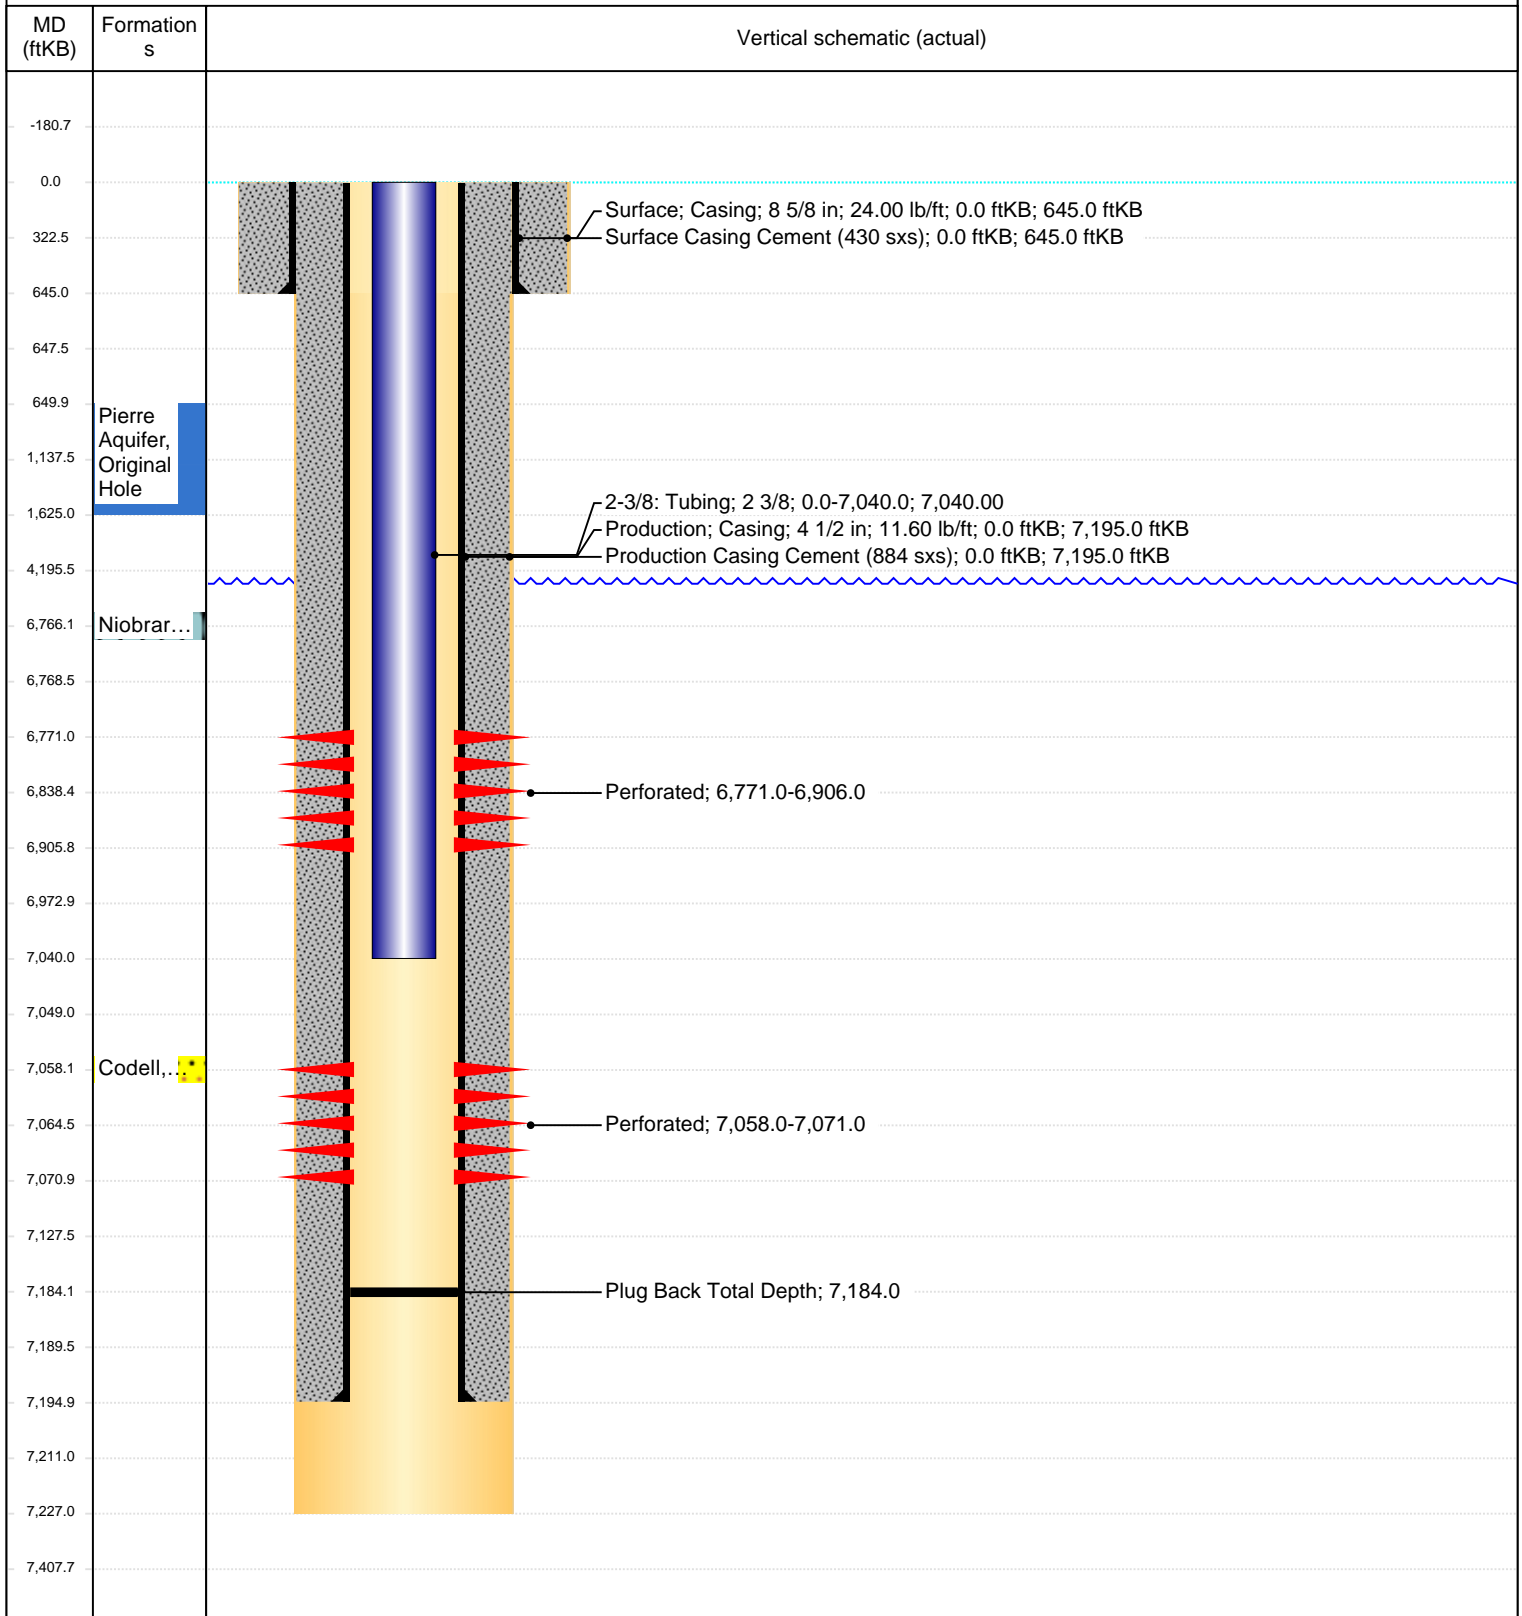 MD
(ftKB)
Formation
s
Vertical schematic (actual)
-180.7
0.0
Surface; Casing; 8 5/8 in; 24.00 lb/ft; 0.0 ftKB; 645.0 ftKB
322.5
Surface Casing Cement (430 sxs); 0.0 ftKB; 645.0 ftKB
645.0
647.5
649.9
Pierre
Aquifer,
Original
Hole
1,137.5
2-3/8: Tubing; 2 3/8; 0.0-7,040.0; 7,040.00
1,625.0
Production; Casing; 4 1/2 in; 11.60 lb/ft; 0.0 ftKB; 7,195.0 ftKB
Production Casing Cement (884 sxs); 0.0 ftKB; 7,195.0 ftKB
4,195.5
6,766.1
Niobrar…
6,768.5
6,771.0
6,838.4
Perforated; 6,771.0-6,906.0
6,905.8
6,972.9
7,040.0
7,049.0
7,058.1
Codell,…
7,064.5
Perforated; 7,058.0-7,071.0
7,070.9
7,127.5
7,184.1
Plug Back Total Depth; 7,184.0
7,189.5
7,194.9
7,211.0
7,227.0
7,407.7